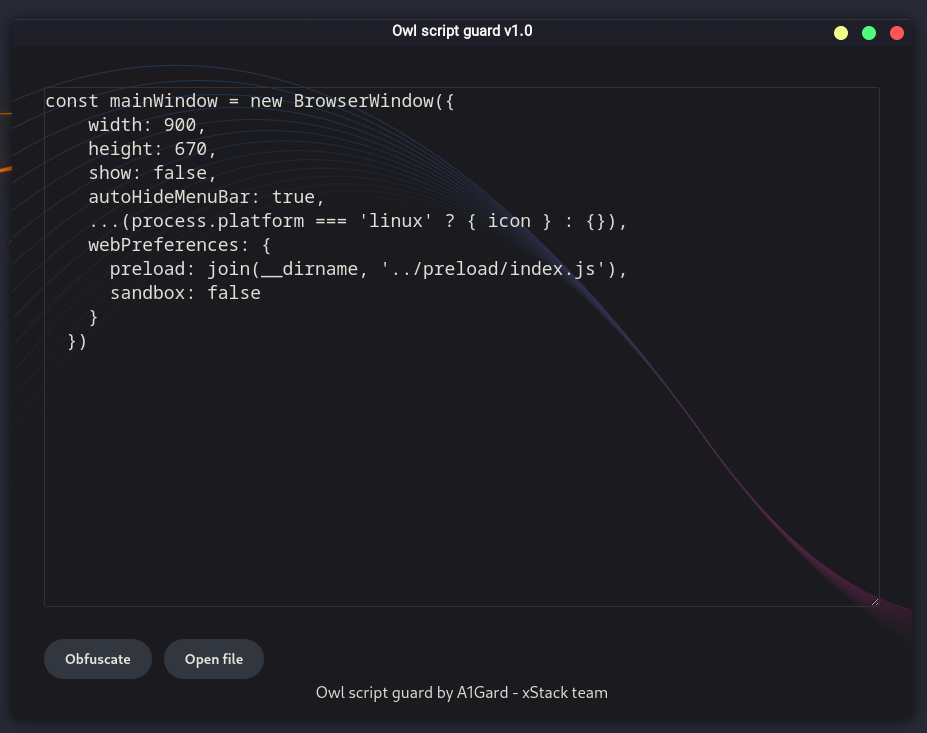 Owl script guard v1.0
const mainWindow = new BrowserWindow({
    width: 900,
    height: 670,
    show: false,
    autoHideMenuBar: true,
    ...(process.platform === 'linux' ? { icon } : {}),
    webPreferences: {
      preload: join(__dirname, '../preload/index.js'),
      sandbox: false
    }
  })
Obfuscate
Open file
Owl script guard by A1Gard - xStack team